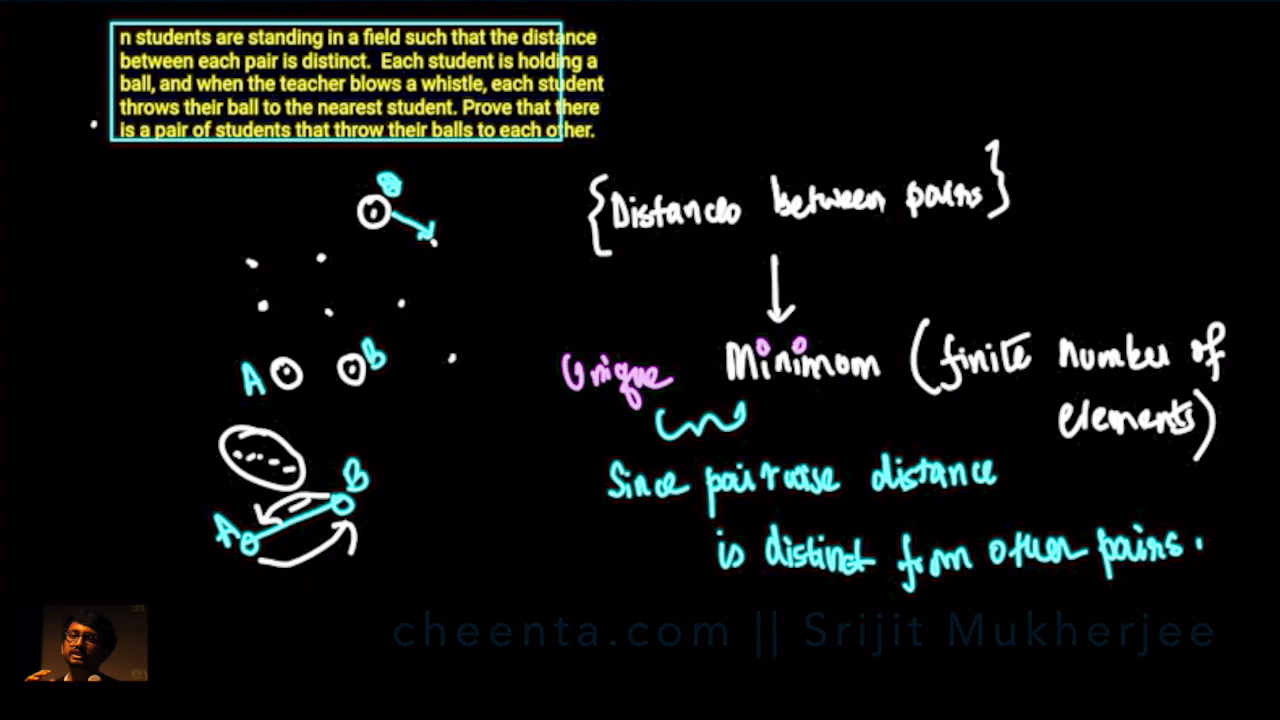 n students are standing in a field such that the distance
between each pair is distinct. Each student is holding a
ball, and when the teacher blows a whistle, each student
throws their ball to the nearest student. Prove that there
is a pair of students that throw their balls to each other.
{Distances between pairs}
A B
Unique Minimum (finite number of
elements)
B
A
Since pairwise distance
is distinct from other pairs.
cheenta.com || Srijit Mukherjee